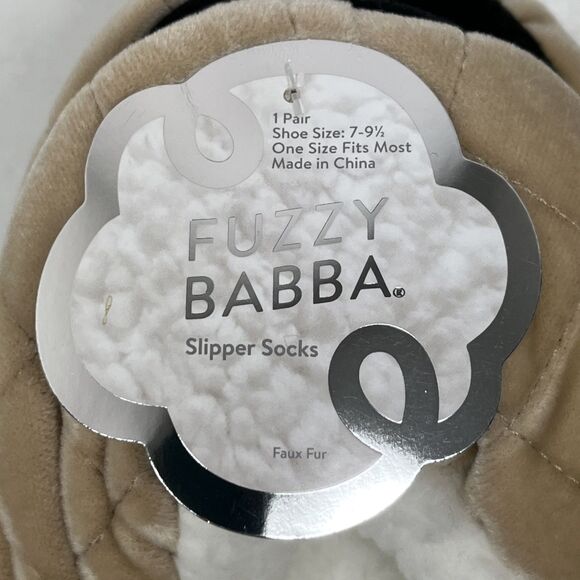 1 Pair
Shoe Size: 7-9½
One Size Fits Most
Made in China
FUZZY
BABBA®
Slipper Socks
Faux Fur